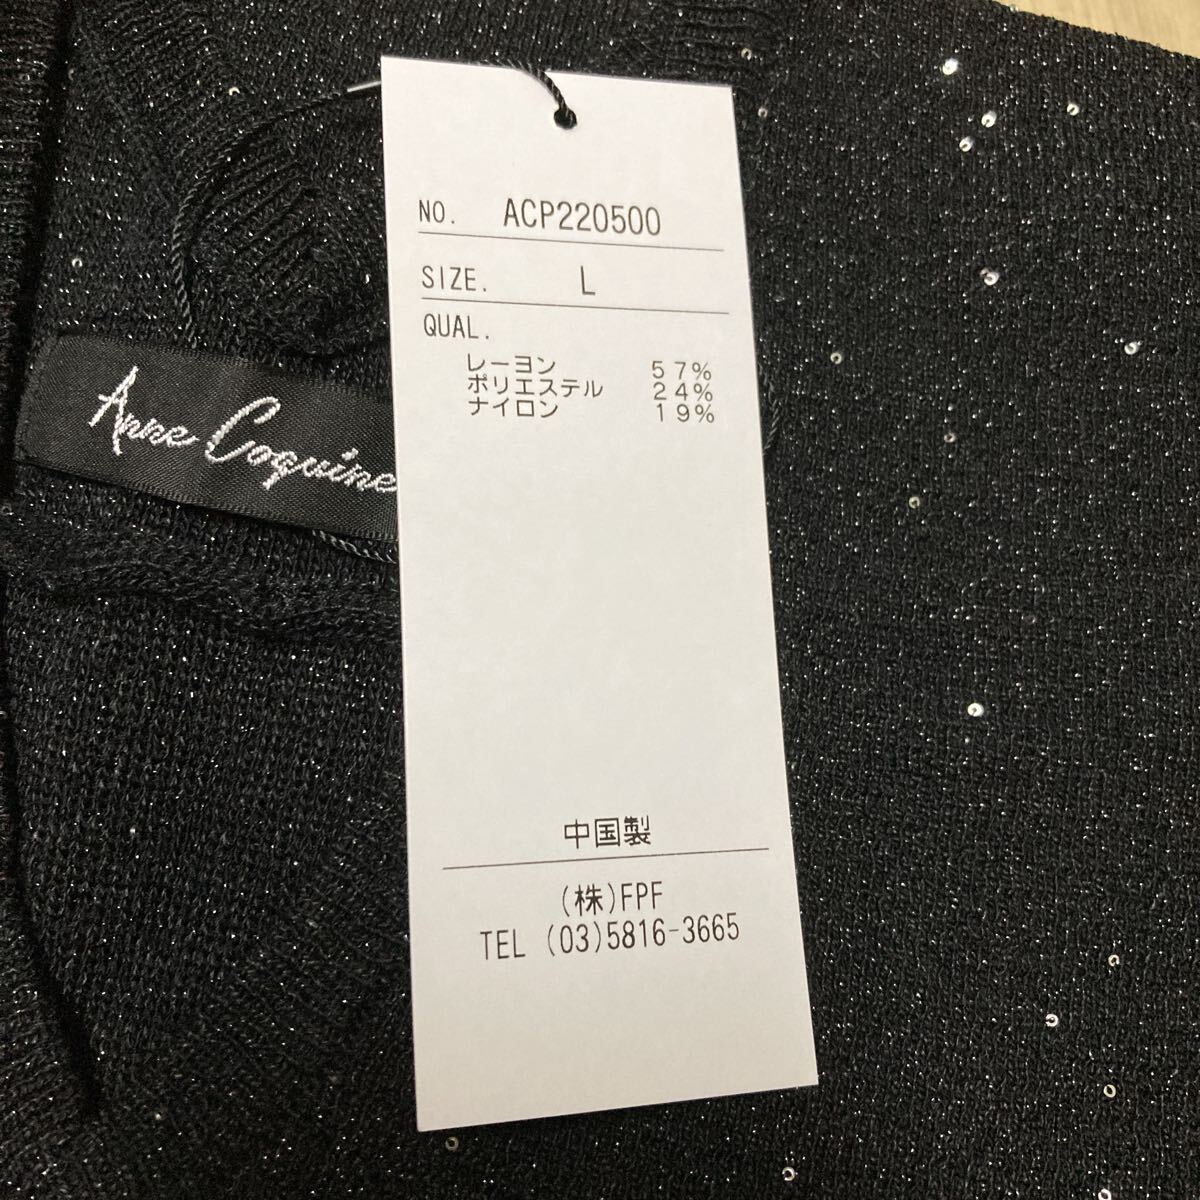 NO. ACP220500
SIZE. L
QUAL.
レーヨン 57%
ポリエステル 24%
ナイロン 19%
Anne Coquine
中国製
(株)FPF
TEL (03)5816-3665